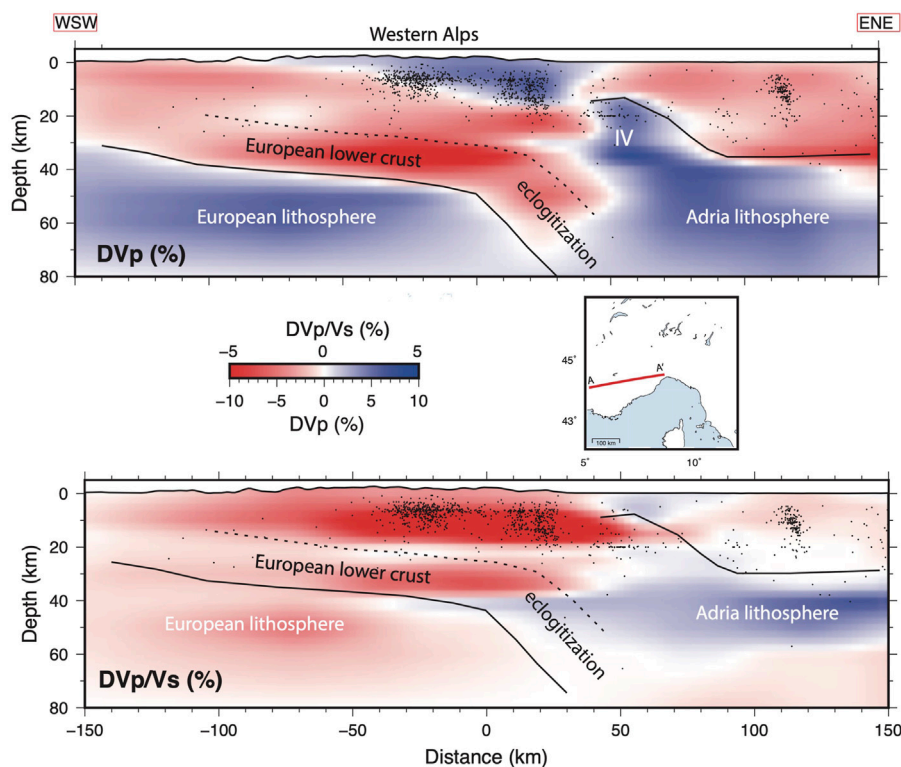 WSW
Western Alps
ENE
0
20
40
60
80
Depth (km)
European lower crust
eclogitization
IV
European lithosphere
Adria lithosphere
DVp (%)
DVp/Vs (%)
−5 0 5
−10 −5 0 5 10
DVp (%)
45˚
43˚
A A'
100 km
5˚ 10˚
0
20
40
60
80
Depth (km)
European lower crust
eclogitization
European lithosphere
Adria lithosphere
DVp/Vs (%)
−150 −100 −50 0 50 100 150
Distance (km)